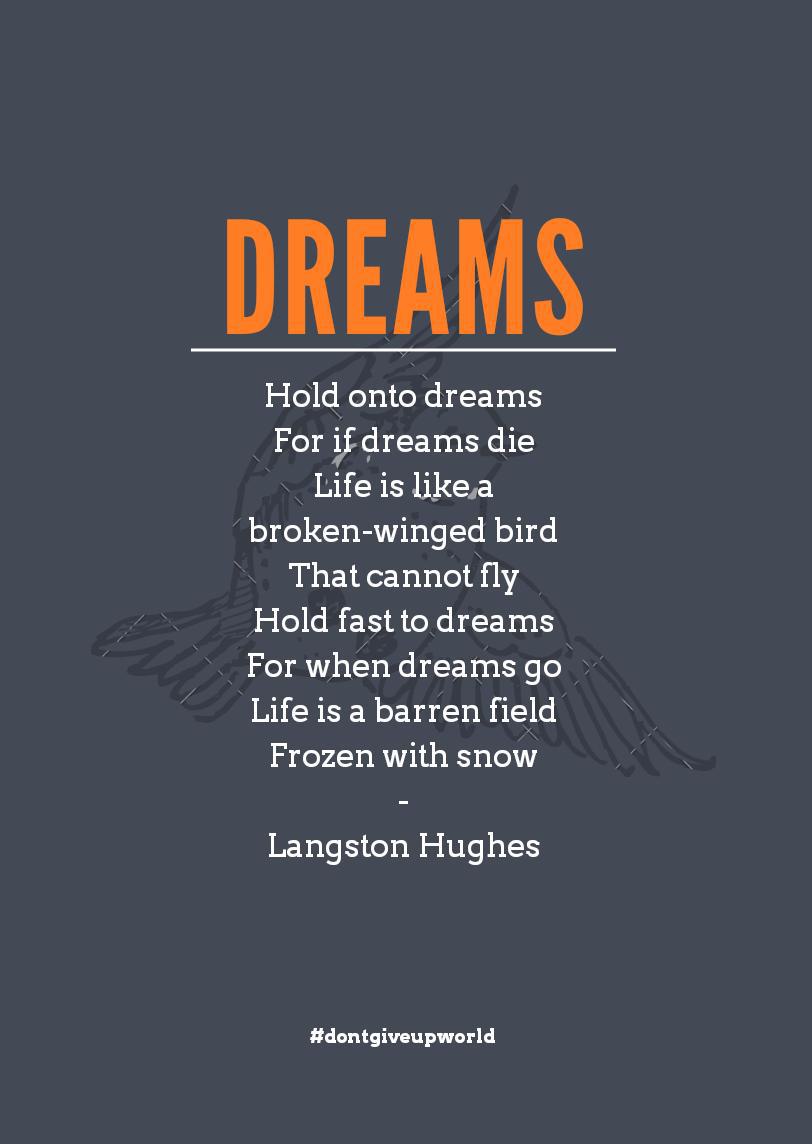 DREAMS
Hold onto dreams
For if dreams die
Life is like a
broken-winged bird
That cannot fly
Hold fast to dreams
For when dreams go
Life is a barren field
Frozen with snow
-
Langston Hughes
#dontgiveupworld